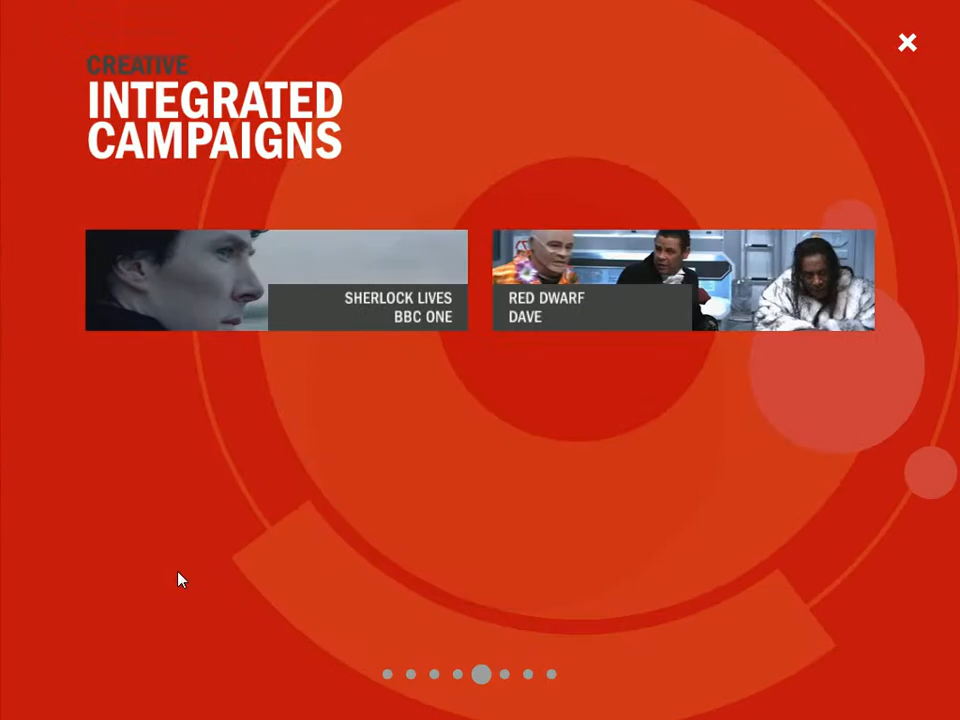 CREATIVE
INTEGRATED
CAMPAIGNS
SHERLOCK LIVES
BBC ONE
RED DWARF
DAVE